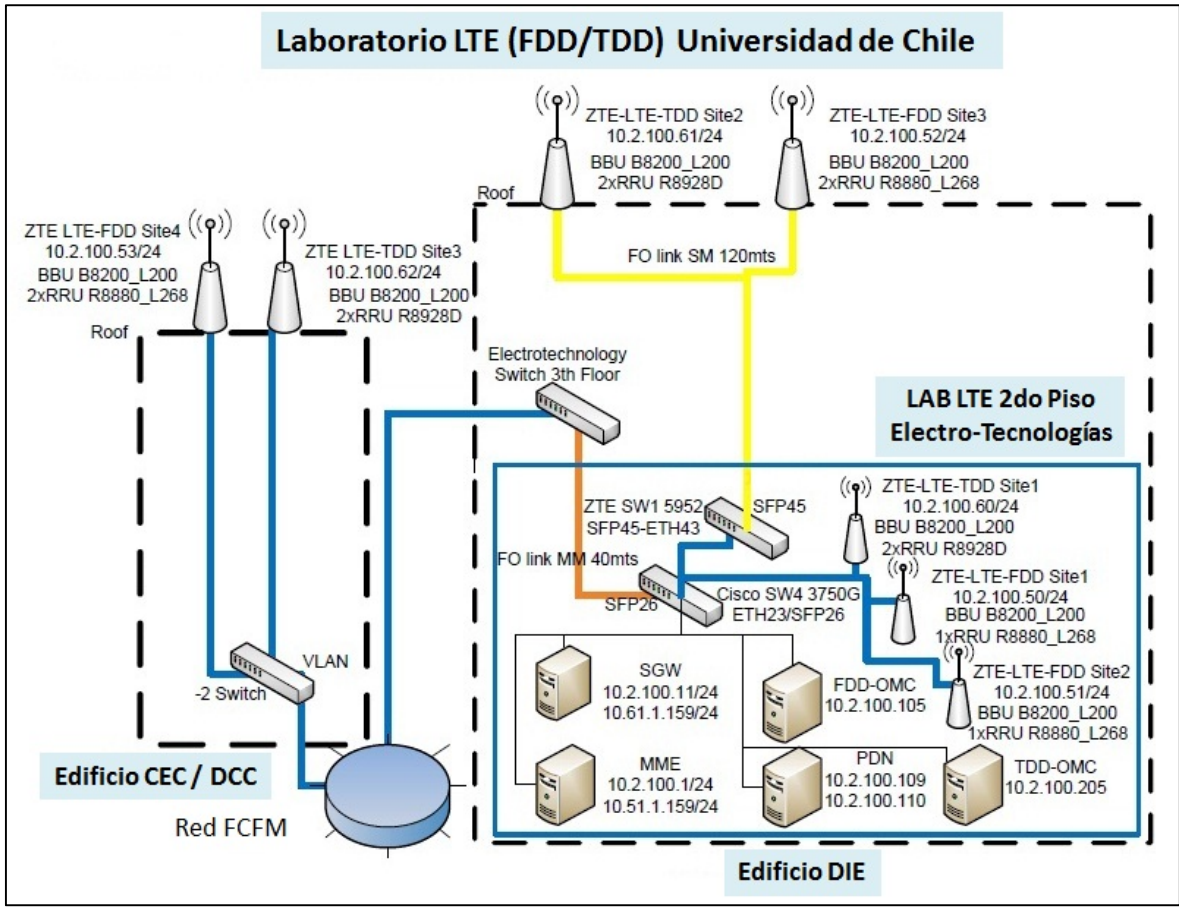 Laboratorio LTE (FDD/TDD) Universidad de Chile
ZTE-LTE-TDD Site2
10.2.100.61/24
BBU B8200_L200
2xRRU R8928D
ZTE-LTE-FDD Site3
10.2.100.52/24
BBU B8200_L200
2xRRU R8880_L268
Roof
FO link SM 120mts
ZTE LTE-FDD Site4
10.2.100.53/24
BBU B8200_L200
2xRRU R8880_L268
ZTE LTE-TDD Site3
10.2.100.62/24
BBU B8200_L200
2xRRU R8928D
Roof
Electrotechnology
Switch 3th Floor
LAB LTE 2do Piso
Electro-Tecnologías
ZTE SW1 5952
SFP45-ETH43
SFP45
FO link MM 40mts
SFP26
Cisco SW4 3750G
ETH23/SFP26
ZTE-LTE-TDD Site1
10.2.100.60/24
BBU B8200_L200
2xRRU R8928D
ZTE-LTE-FDD Site1
10.2.100.50/24
BBU B8200_L200
1xRRU R8880_L268
ZTE-LTE-FDD Site2
10.2.100.51/24
BBU B8200_L200
1xRRU R8880_L268
SGW
10.2.100.11/24
10.61.1.159/24
FDD-OMC
10.2.100.105
MME
10.2.100.1/24
10.51.1.159/24
PDN
10.2.100.109
10.2.100.110
TDD-OMC
10.2.100.205
VLAN
-2 Switch
Edificio CEC / DCC
Red FCFM
Edificio DIE